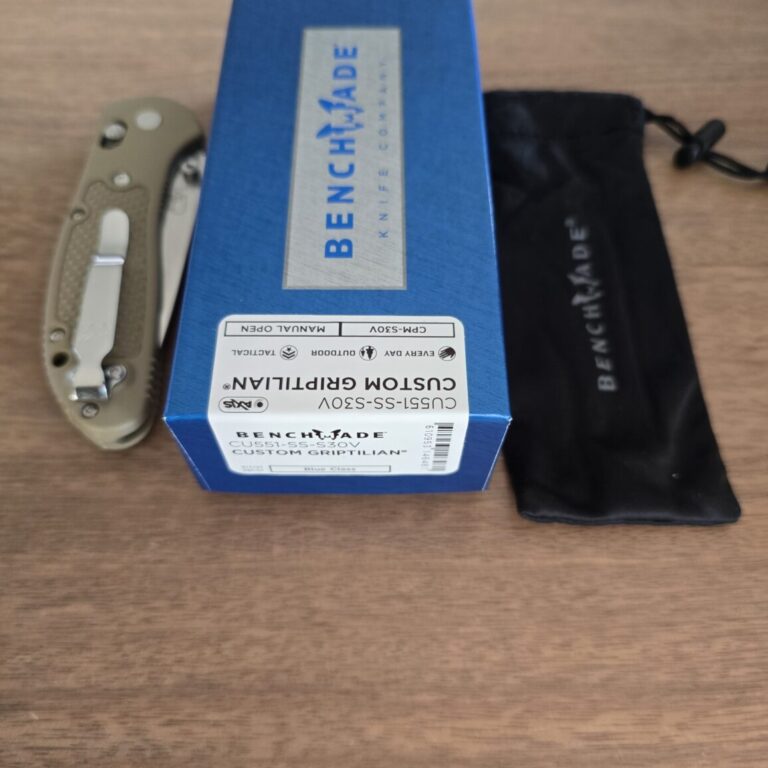 BENCHMADE®
KNIFE COMPANY
CPM-S30V
MANUAL OPEN
EVERY DAY
OUTDOOR
TACTICAL
CU551-SS-S30V
CUSTOM GRIPTILIAN®
AXIS
BENCHMADE®
CU551-SS-S30V
CUSTOM GRIPTILIAN®
Blue Class
BENCHMADE®